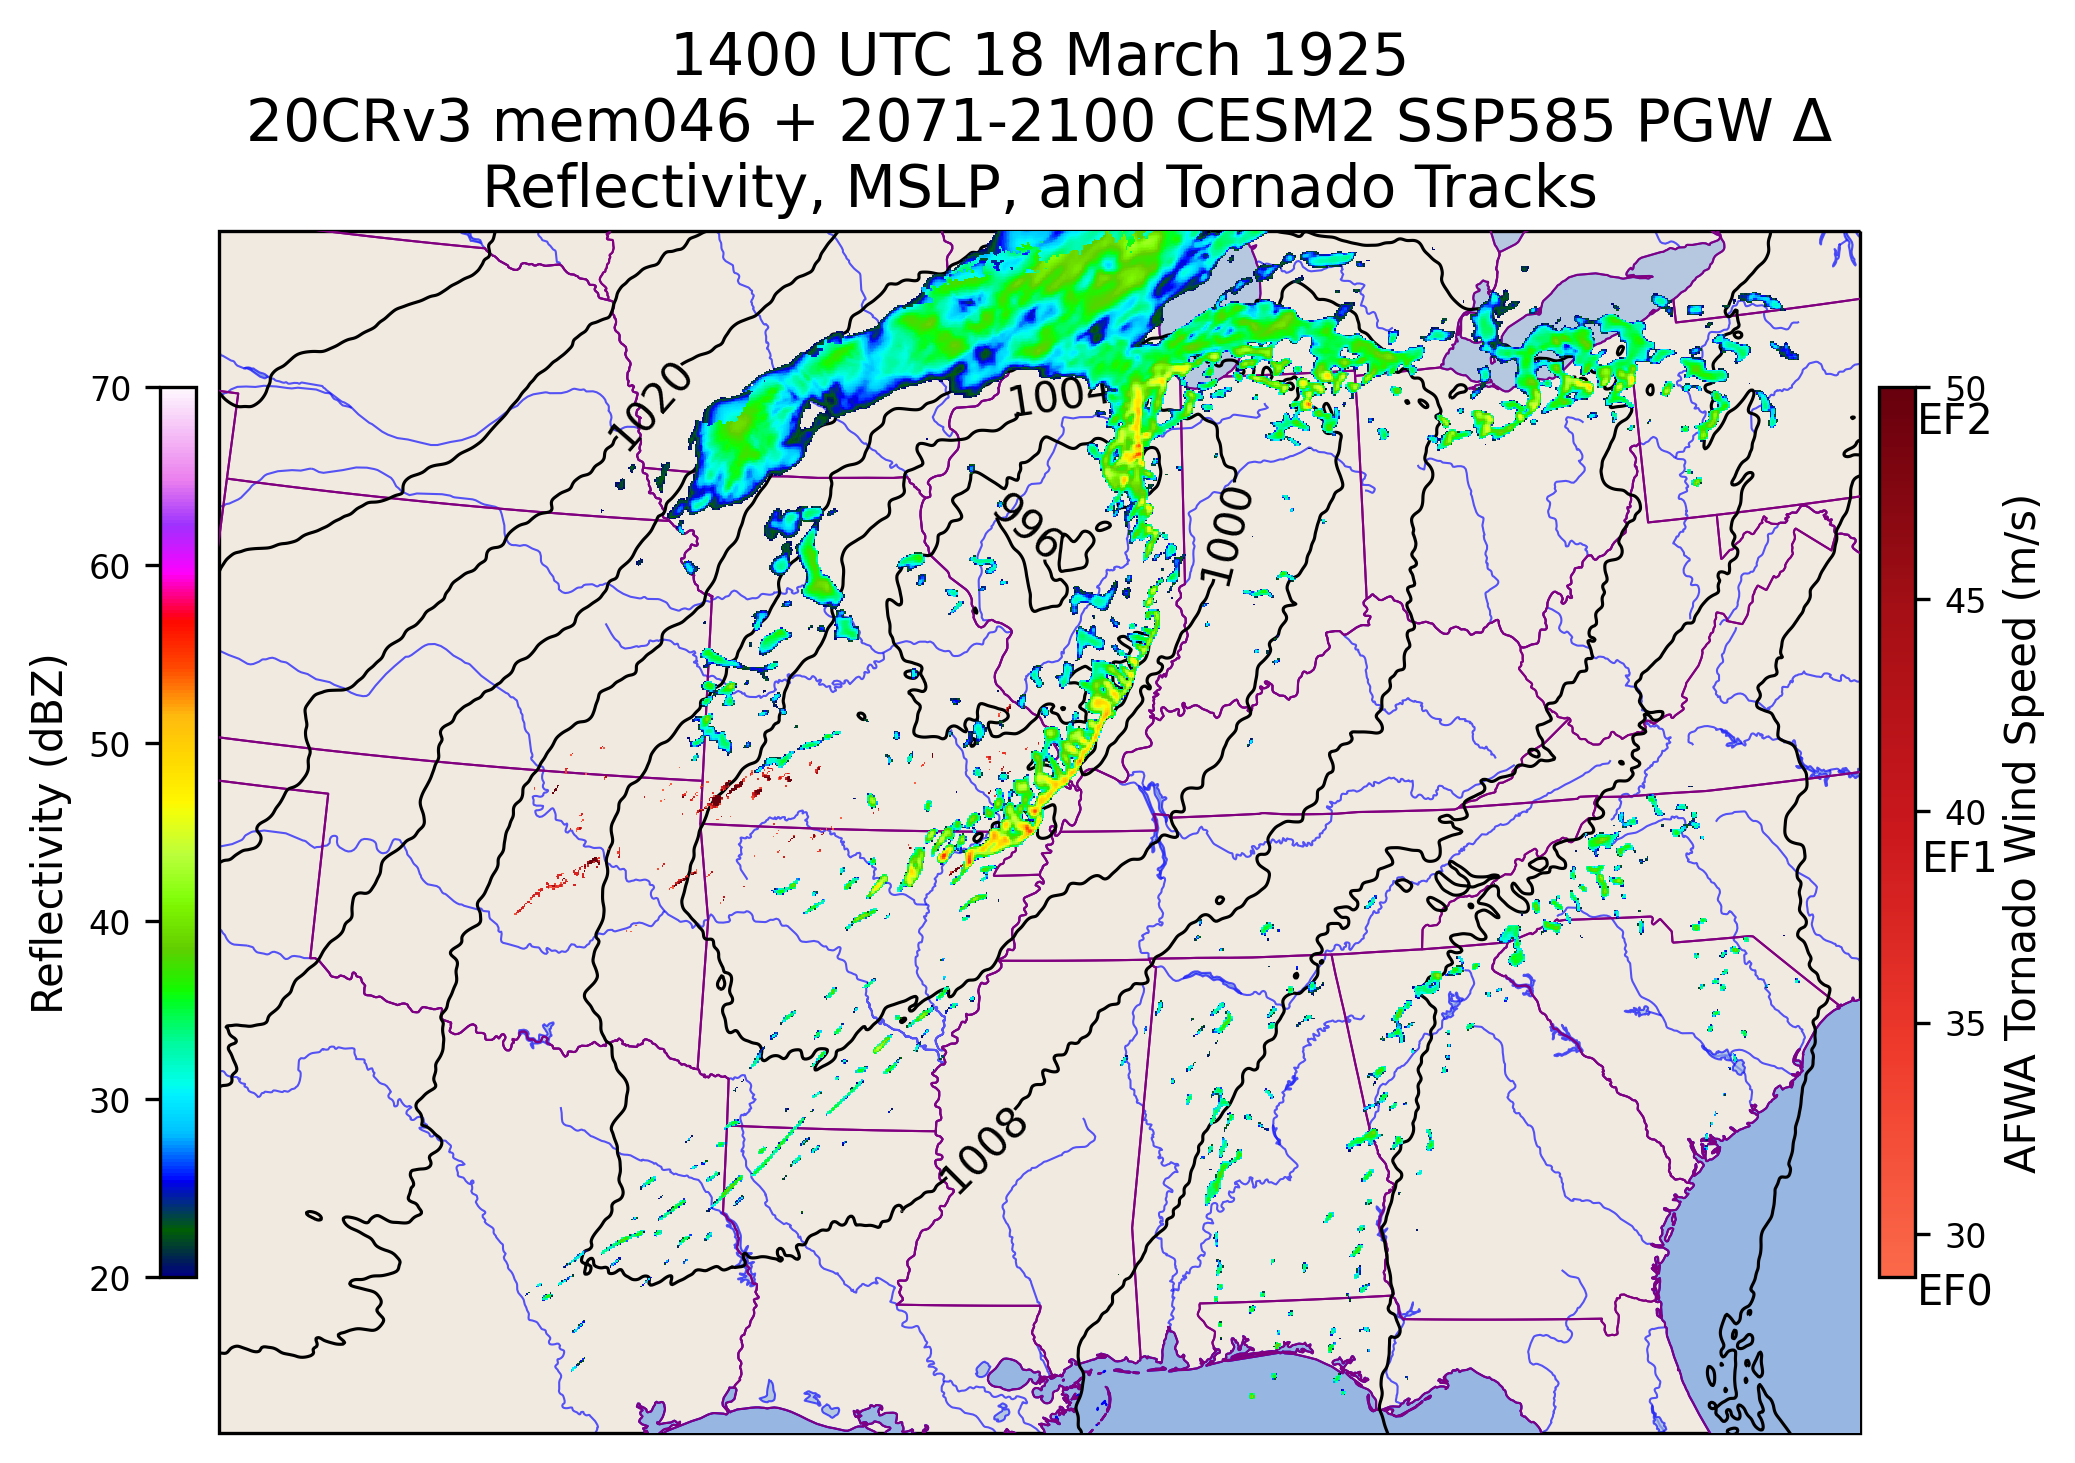 1400 UTC 18 March 1925
20CRv3 mem046 + 2071-2100 CESM2 SSP585 PGW Δ
Reflectivity, MSLP, and Tornado Tracks
Reflectivity (dBZ)
70
60
50
40
30
20
1020
1004
996
1000
1008
50
EF2
45
40
EF1
35
30
EF0
AFWA Tornado Wind Speed (m/s)